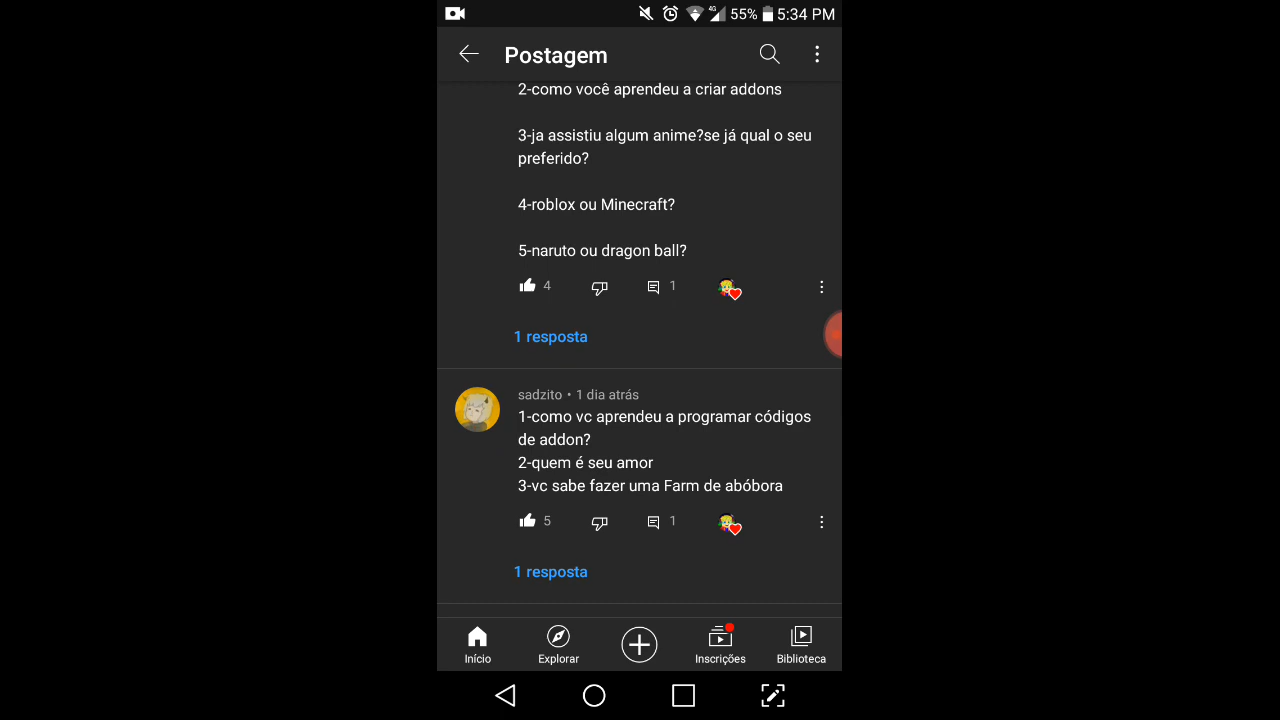 4G 55% 5:34 PM
Postagem
2-como você aprendeu a criar addons
3-ja assistiu algum anime?se já qual o seu
preferido?
4-roblox ou Minecraft?
5-naruto ou dragon ball?
4 1
1 resposta
sadzito • 1 dia atrás
1-como vc aprendeu a programar códigos
de addon?
2-quem é seu amor
3-vc sabe fazer uma Farm de abóbora
5 1
1 resposta
Início Explorar Inscrições Biblioteca